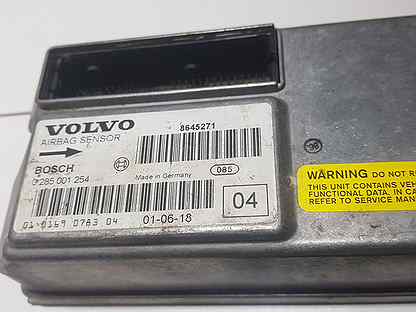 VOLVO
8645271
AIRBAG SENSOR
BOSCH
Made in Germany
085
0 285 001 254
04
01-06-18
WARNING DO NOT RE
THIS UNIT CONTAINS VEH
FUNCTIONAL DATA. IN CA
REFER TO SERVICE MAN